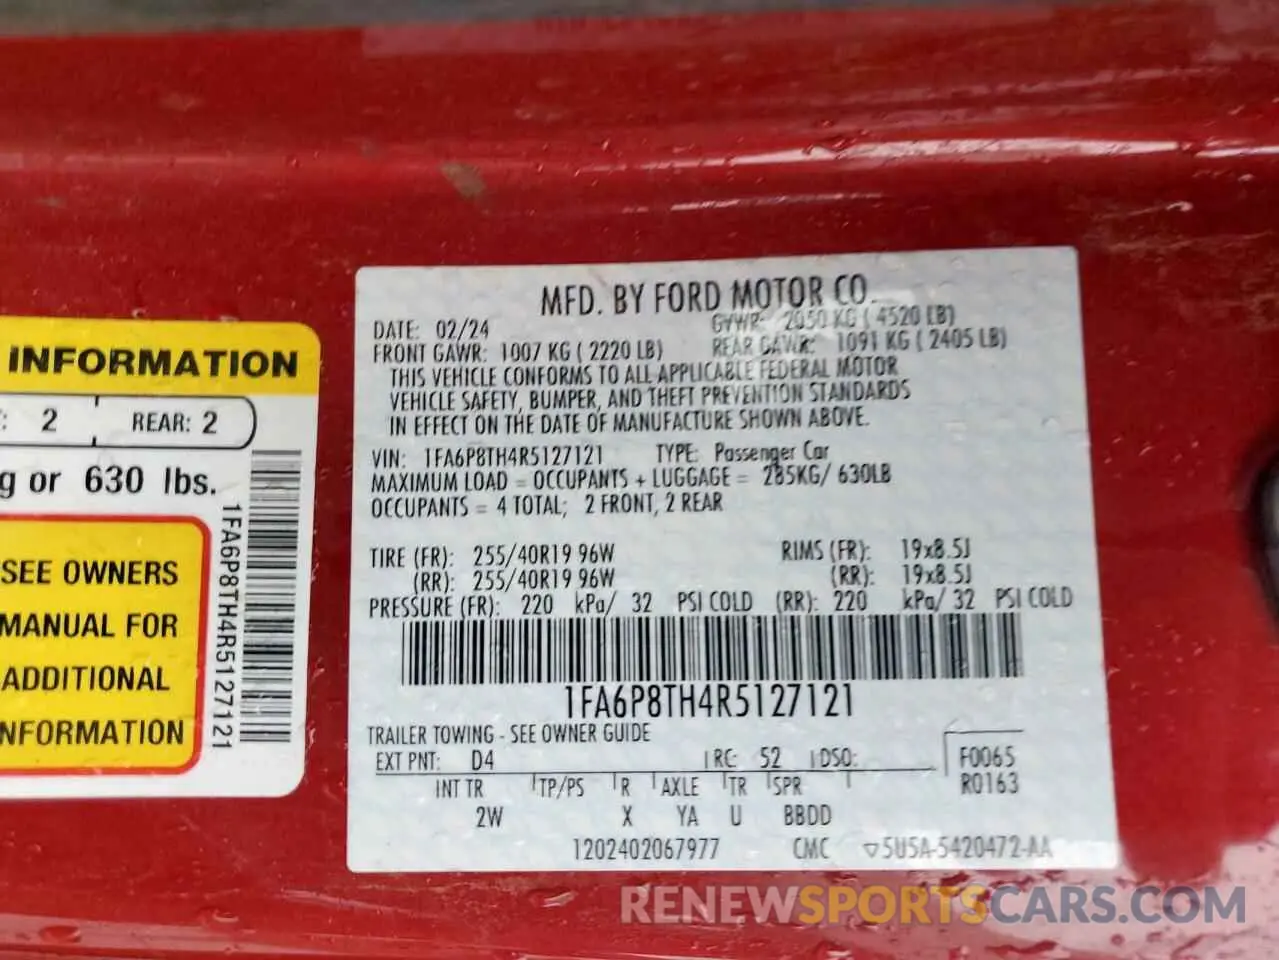 INFORMATION
: 2 REAR: 2
g or 630 lbs.
SEE OWNERS
MANUAL FOR
ADDITIONAL
NFORMATION
1FA6P8TH4R5127121
MFD. BY FORD MOTOR CO.
DATE: 02/24 GVWR: 2050 KG ( 4520 LB)
FRONT GAWR: 1007 KG ( 2220 LB) REAR GAWR: 1091 KG ( 2405 LB)
THIS VEHICLE CONFORMS TO ALL APPLICABLE FEDERAL MOTOR
VEHICLE SAFETY, BUMPER, AND THEFT PREVENTION STANDARDS
IN EFFECT ON THE DATE OF MANUFACTURE SHOWN ABOVE.
VIN: 1FA6P8TH4R5127121 TYPE: Passenger Car
MAXIMUM LOAD = OCCUPANTS + LUGGAGE = 285KG/ 630LB
OCCUPANTS = 4 TOTAL; 2 FRONT, 2 REAR
TIRE (FR): 255/40R19 96W RIMS (FR): 19x8.5J
(RR): 255/40R19 96W (RR): 19x8.5J
PRESSURE (FR): 220 kPa/ 32 PSI COLD (RR): 220 kPa/ 32 PSI COLD
1FA6P8TH4R5127121
TRAILER TOWING - SEE OWNER GUIDE
EXT PNT: D4 RC: 52 DSO: F0065
R0163
INT TR TP/PS R AXLE TR SPR
2W X YA U BBDD
1202402067977 CMC ▽5U5A-5420472-AA
RENEWSPORTSCARS.COM